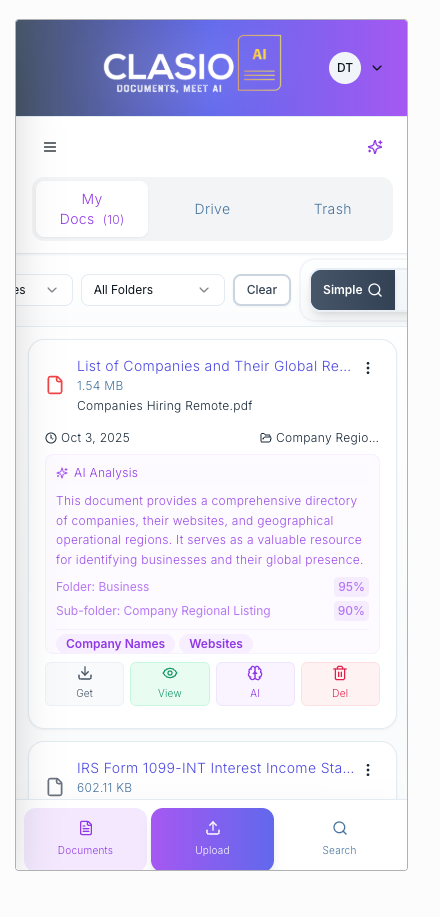 CLASIO
AI
DOCUMENTS, MEET AI
DT
My
Docs (10)
Drive
Trash
es
All Folders
Clear
Simple
List of Companies and Their Global Re...
1.54 MB
Companies Hiring Remote.pdf
Oct 3, 2025
Company Regio...
AI Analysis
This document provides a comprehensive directory
of companies, their websites, and geographical
operational regions. It serves as a valuable resource
for identifying businesses and their global presence.
Folder: Business
95%
Sub-folder: Company Regional Listing
90%
Company Names
Websites
Get
View
AI
Del
IRS Form 1099-INT Interest Income Sta...
602.11 KB
Documents
Upload
Search